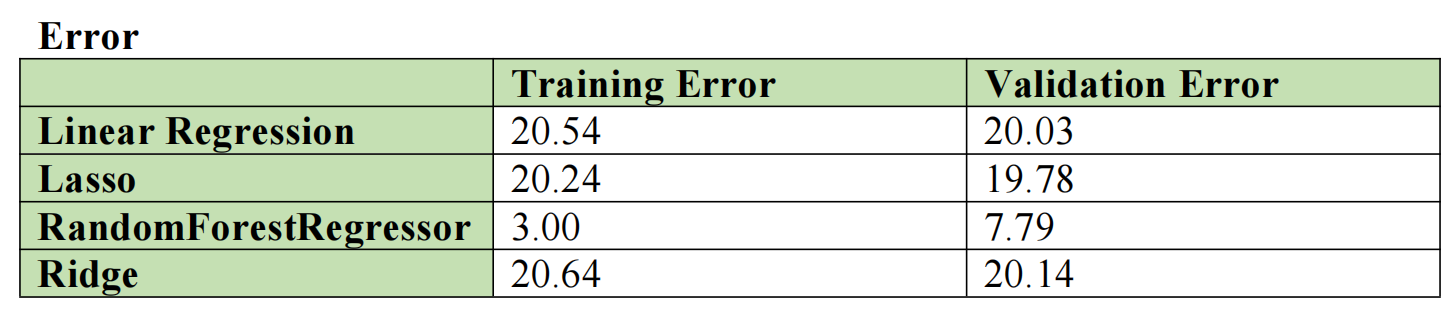 Error
Training Error Validation Error
Linear Regression 20.54 20.03
Lasso 20.24 19.78
RandomForestRegressor 3.00 7.79
Ridge 20.64 20.14